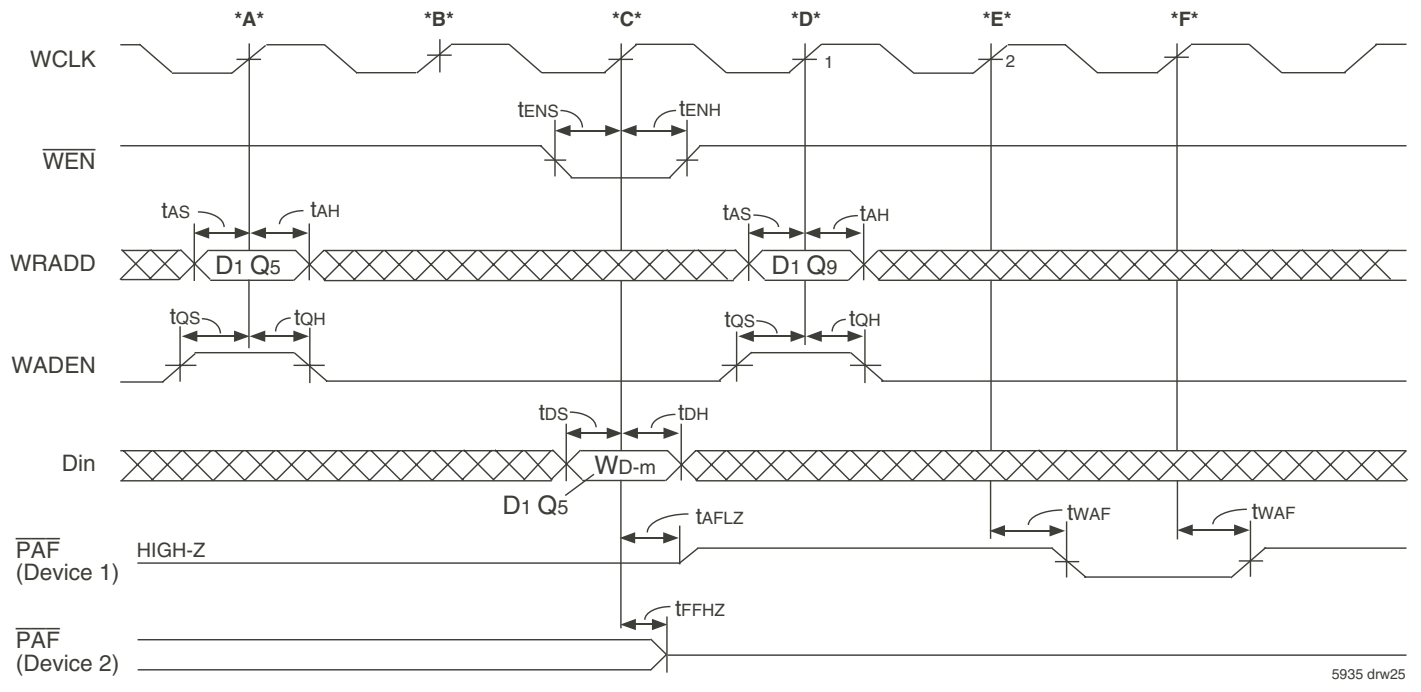 *A* *B* *C* *D* *E* *F*
WCLK
1 2
tENS tENH
WEN
tAS tAH tAS tAH
WRADD
D1 Q5 D1 Q9
tQS tQH tQS tQH
WADEN
tDS tDH
Din
WD-m
D1 Q5
tAFLZ tWAF tWAF
PAF HIGH-Z
(Device 1)
tFFHZ
PAF
(Device 2)
5935 drw25